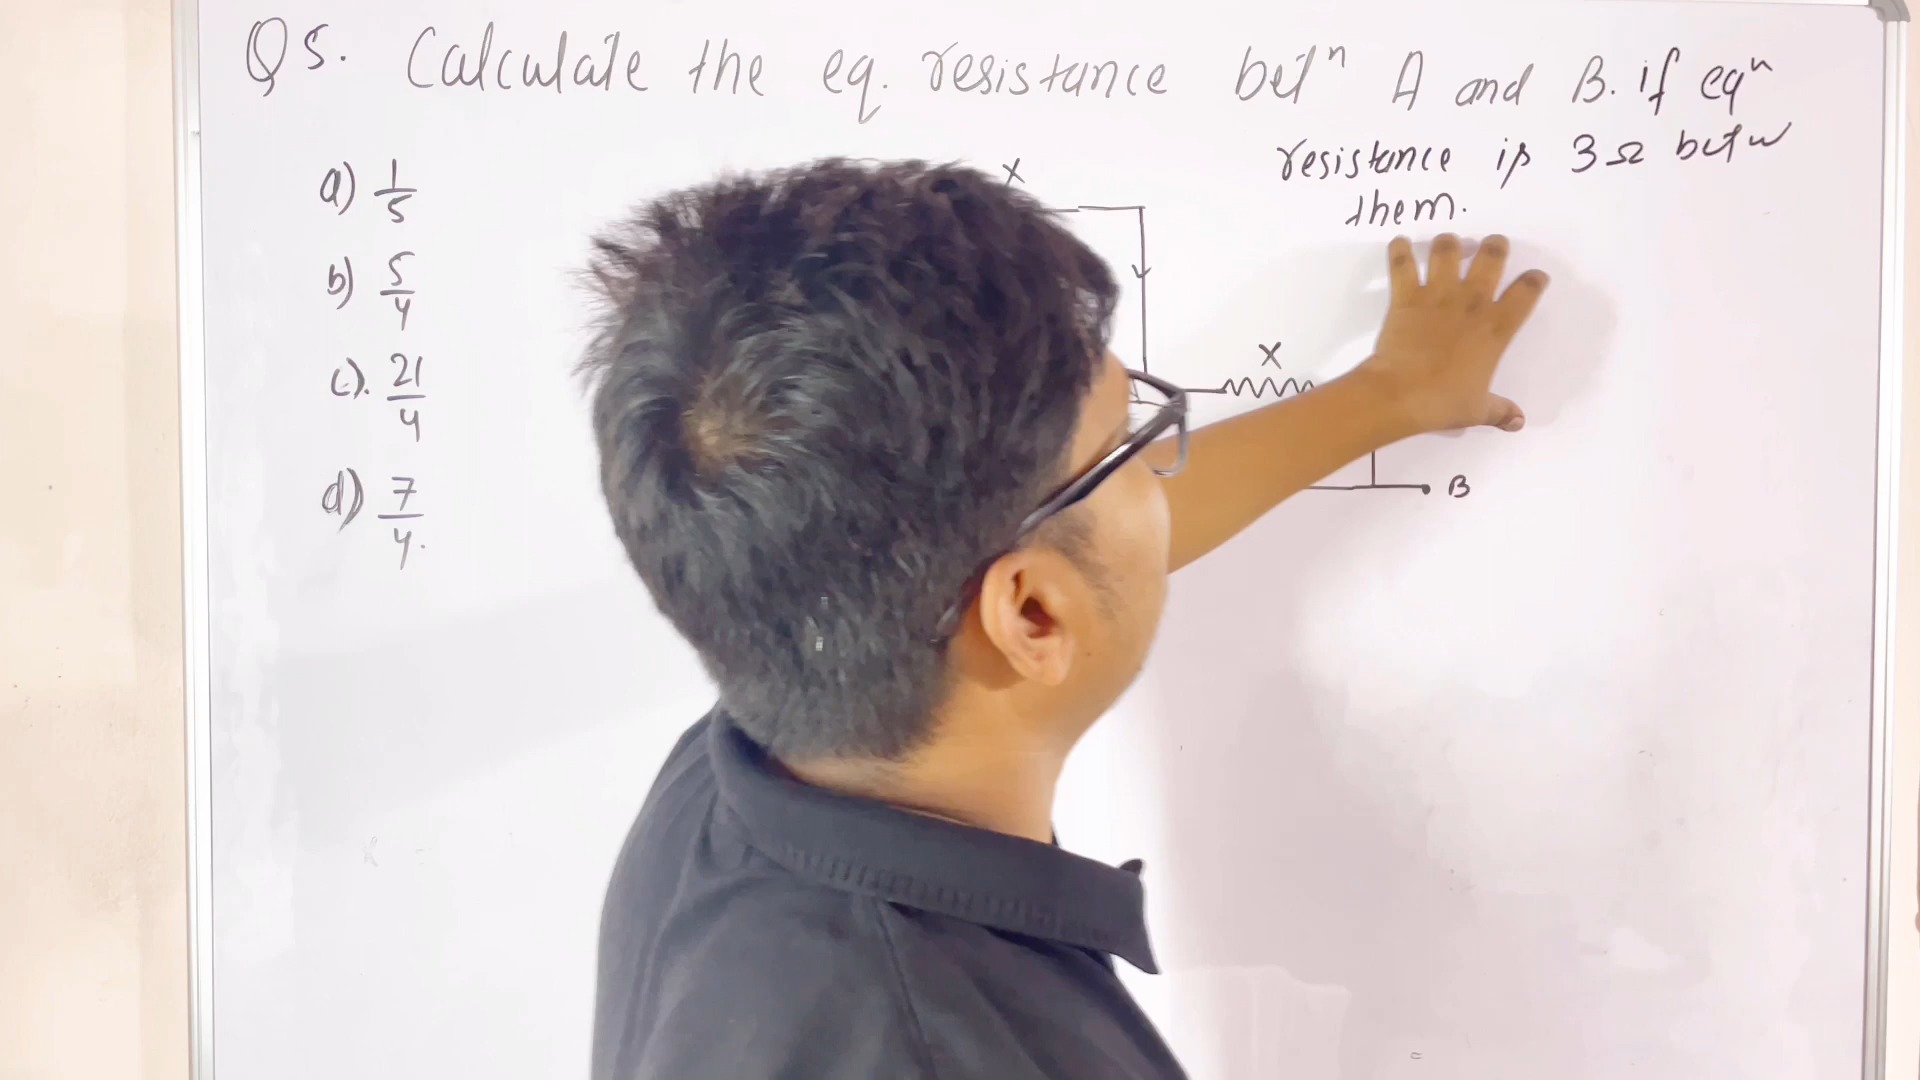 Q5. Calculate the eq. resistance betⁿ A and B. if eqⁿ
resistance is 3Ω betw
them.
a) 1/5
b) 5/4
c). 21/4
d) 7/4.
X
X
B